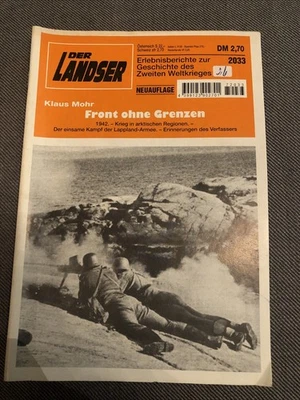 DER
LANDSER
DM 2,70
Erlebnisberichte zur
Geschichte des
Zweiten Weltkrieges
2033
26
NEUAUFLAGE
Klaus Mohr
Front ohne Grenzen
1942. – Krieg in arktischen Regionen. –
Der einsame Kampf der Lappland-Armee. – Erinnerungen des Verfassers